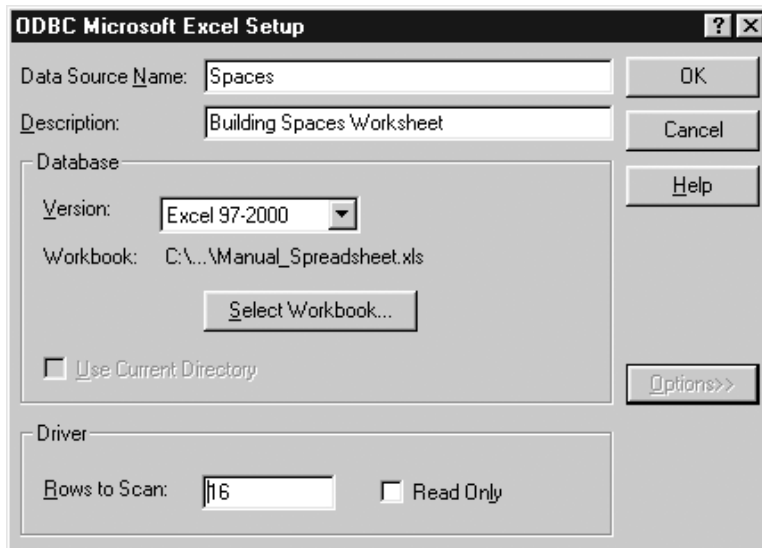 ODBC Microsoft Excel Setup
Data Source Name: Spaces
OK
Description: Building Spaces Worksheet
Cancel
Database
Help
Version: Excel 97-2000
Workbook: C:\...\Manual_Spreadsheet.xls
Select Workbook...
Use Current Directory
Options>>
Driver
Rows to Scan: 16
Read Only